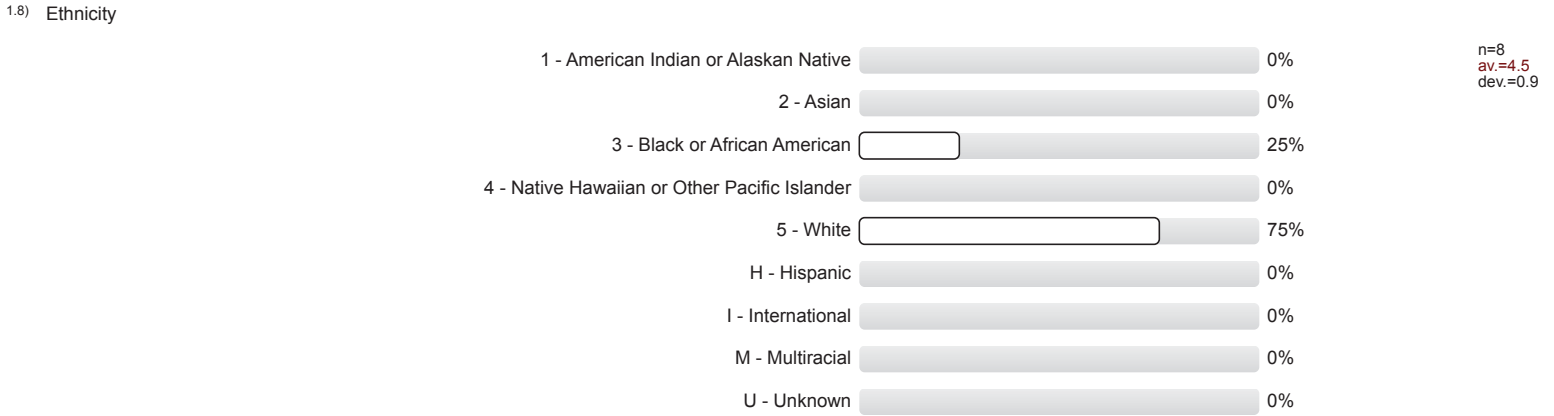 1.8) Ethnicity
1 - American Indian or Alaskan Native 0%
2 - Asian 0%
3 - Black or African American 25%
4 - Native Hawaiian or Other Pacific Islander 0%
5 - White 75%
H - Hispanic 0%
I - International 0%
M - Multiracial 0%
U - Unknown 0%
n=8
av.=4.5
dev.=0.9